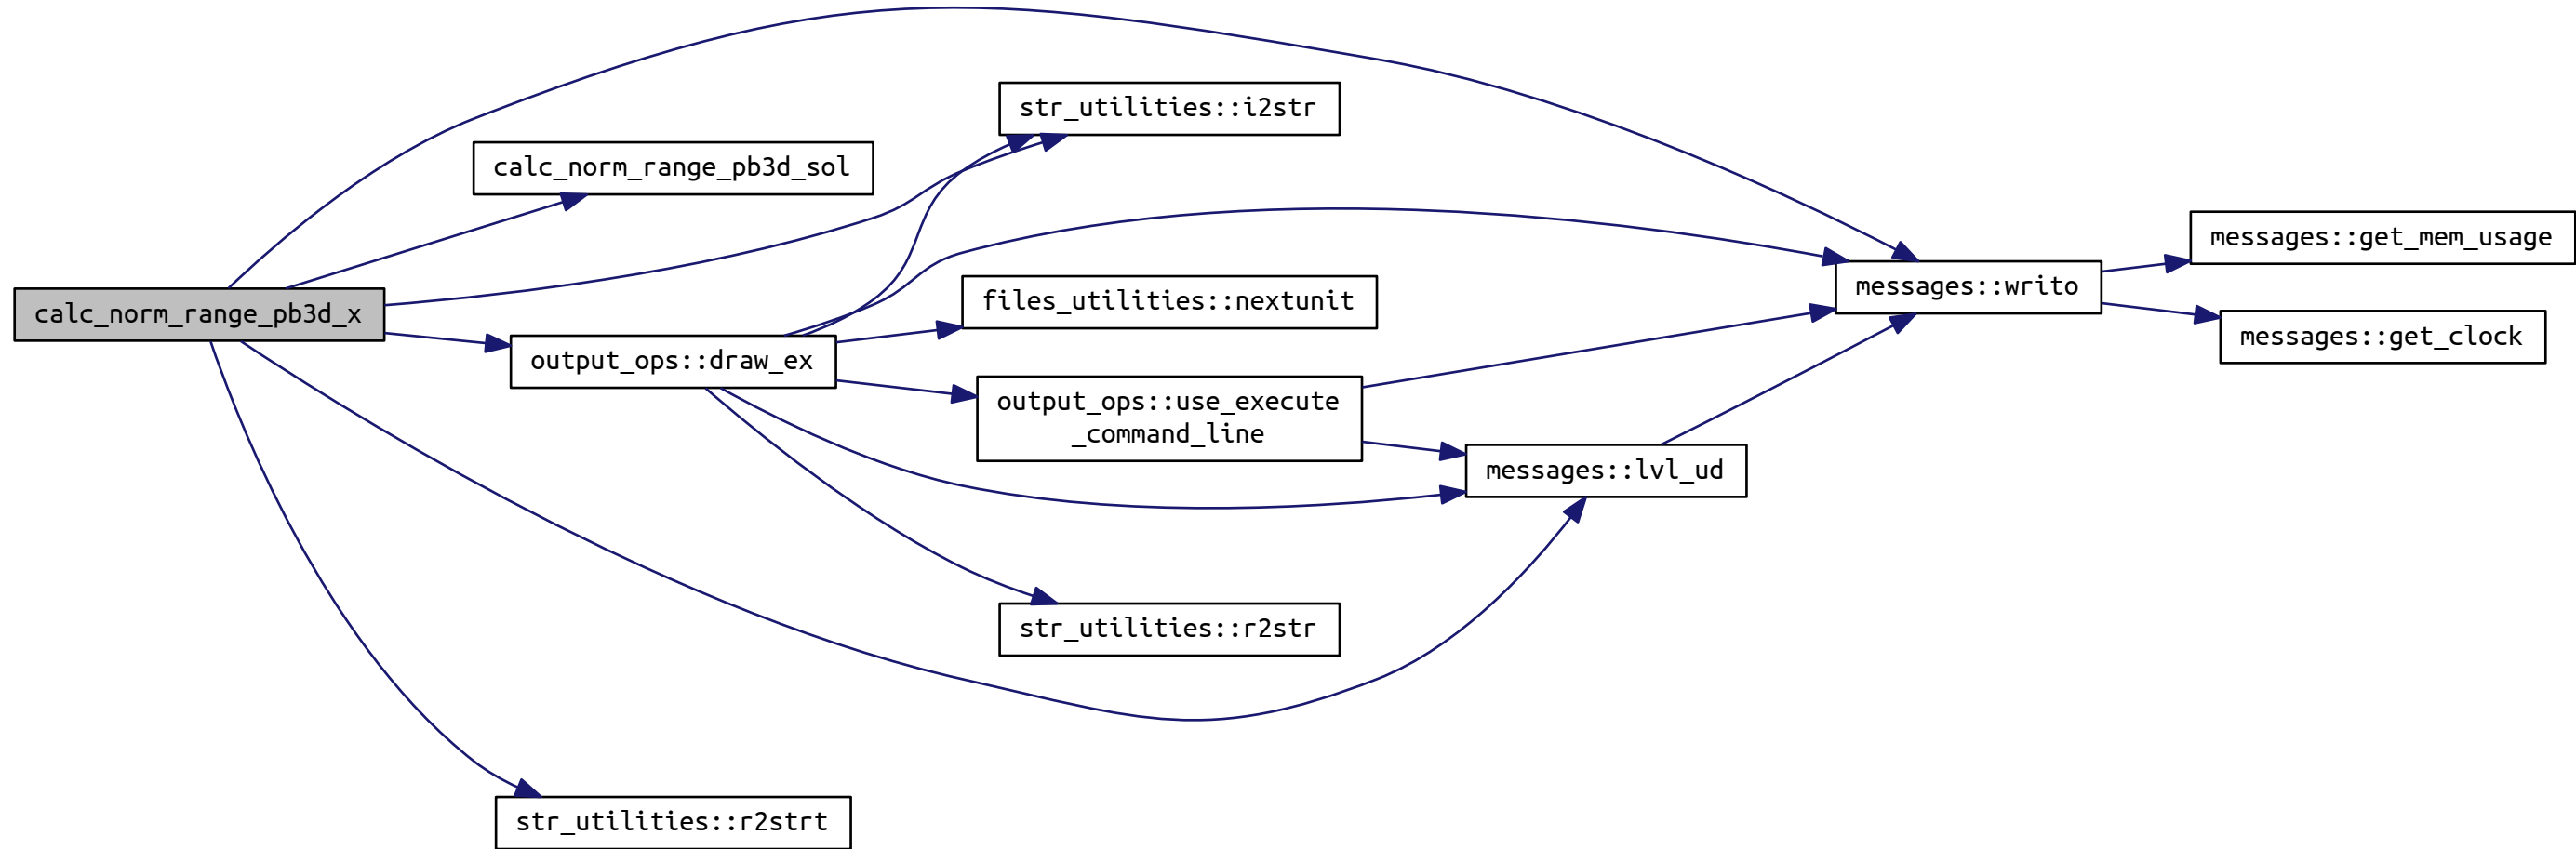 str_utilities::i2str
calc_norm_range_pb3d_sol
messages::get_mem_usage
messages::writo
files_utilities::nextunit
calc_norm_range_pb3d_x
messages::get_clock
output_ops::draw_ex
output_ops::use_execute
_command_line
messages::lvl_ud
str_utilities::r2str
str_utilities::r2strt